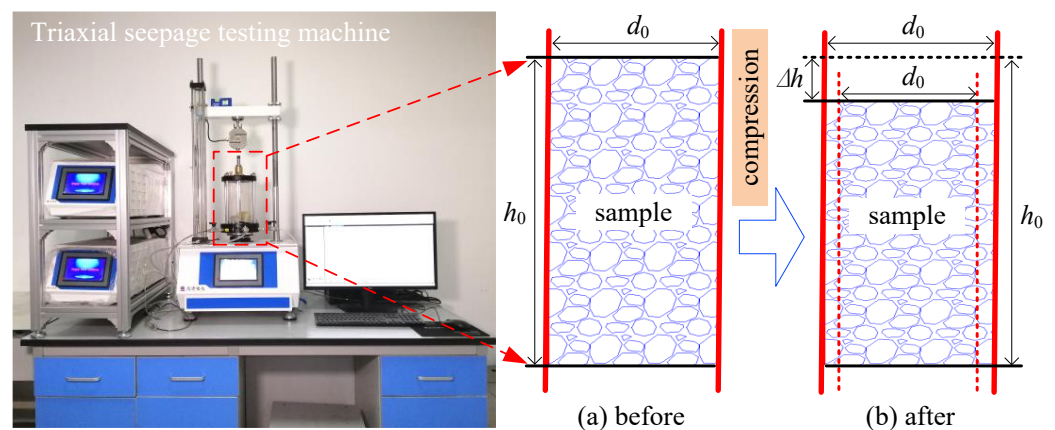 Triaxial seepage testing machine
d₀
h₀
sample
(a) before
compression
d₀
Δh
d₀
h₀
sample
(b) after